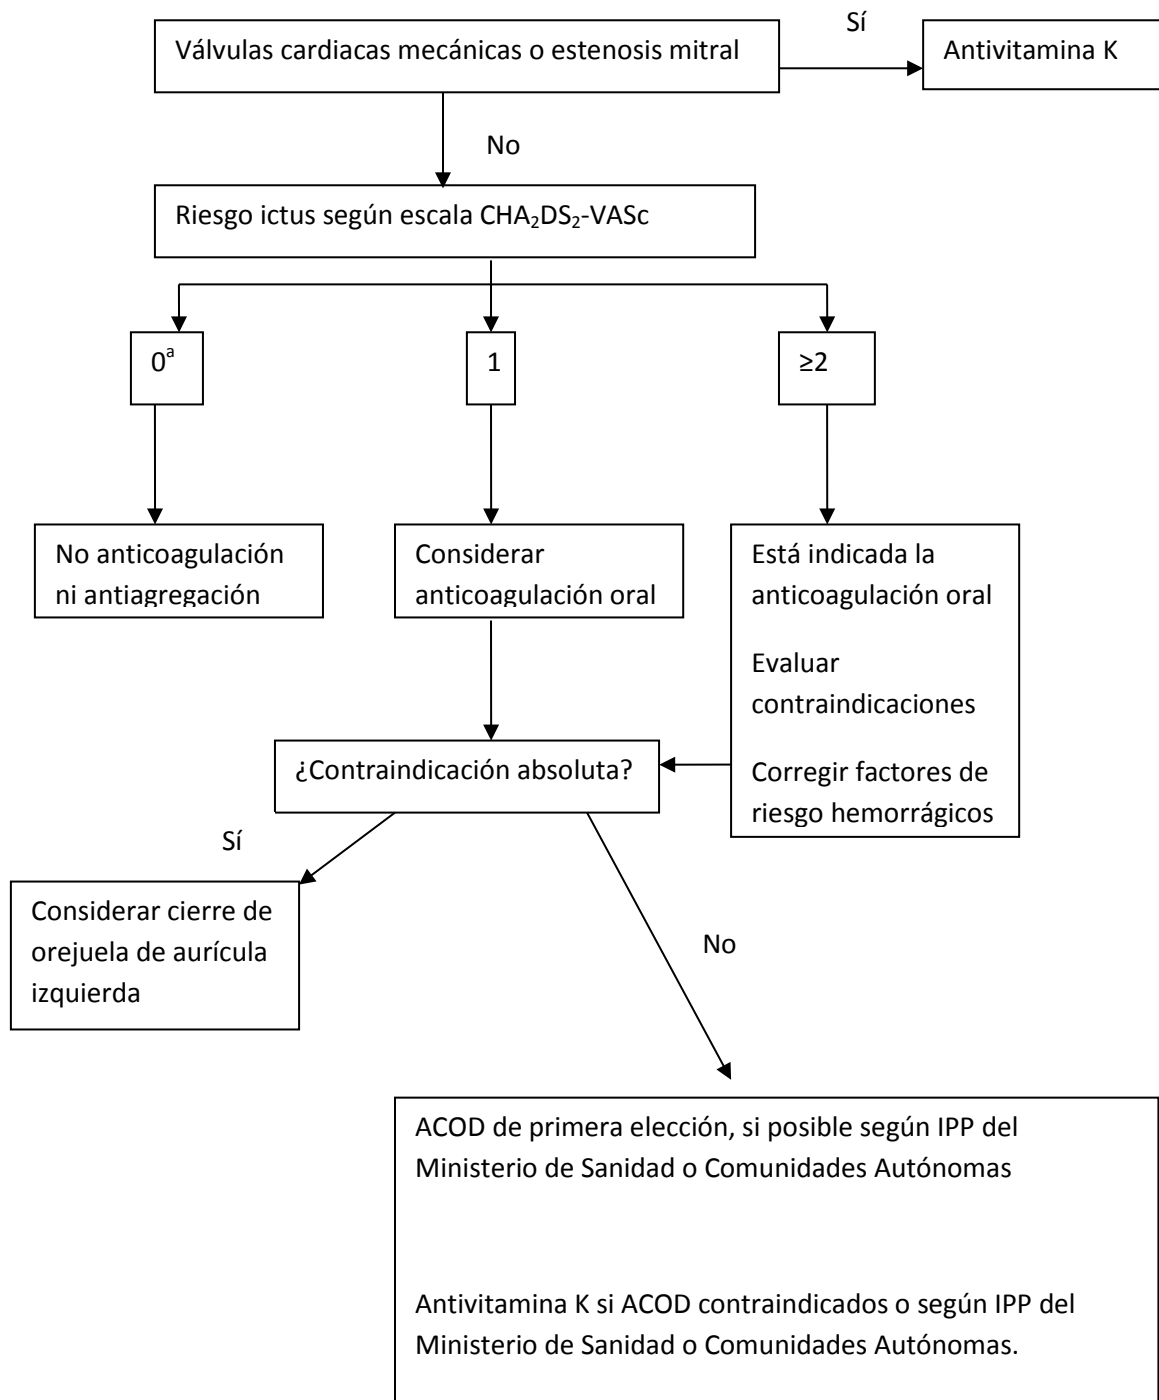 Válvulas cardiacas mecánicas o estenosis mitral
Sí
Antivitamina K
No
Riesgo ictus según escala CHA₂DS₂-VASc
0ª
1
≥2
No anticoagulación
ni antiagregación
Considerar
anticoagulación oral
Está indicada la
anticoagulación oral
Evaluar
contraindicaciones
Corregir factores de
riesgo hemorrágicos
¿Contraindicación absoluta?
Sí
Considerar cierre de
orejuela de aurícula
izquierda
No
ACOD de primera elección, si posible según IPP del
Ministerio de Sanidad o Comunidades Autónomas
Antivitamina K si ACOD contraindicados o según IPP del
Ministerio de Sanidad o Comunidades Autónomas.